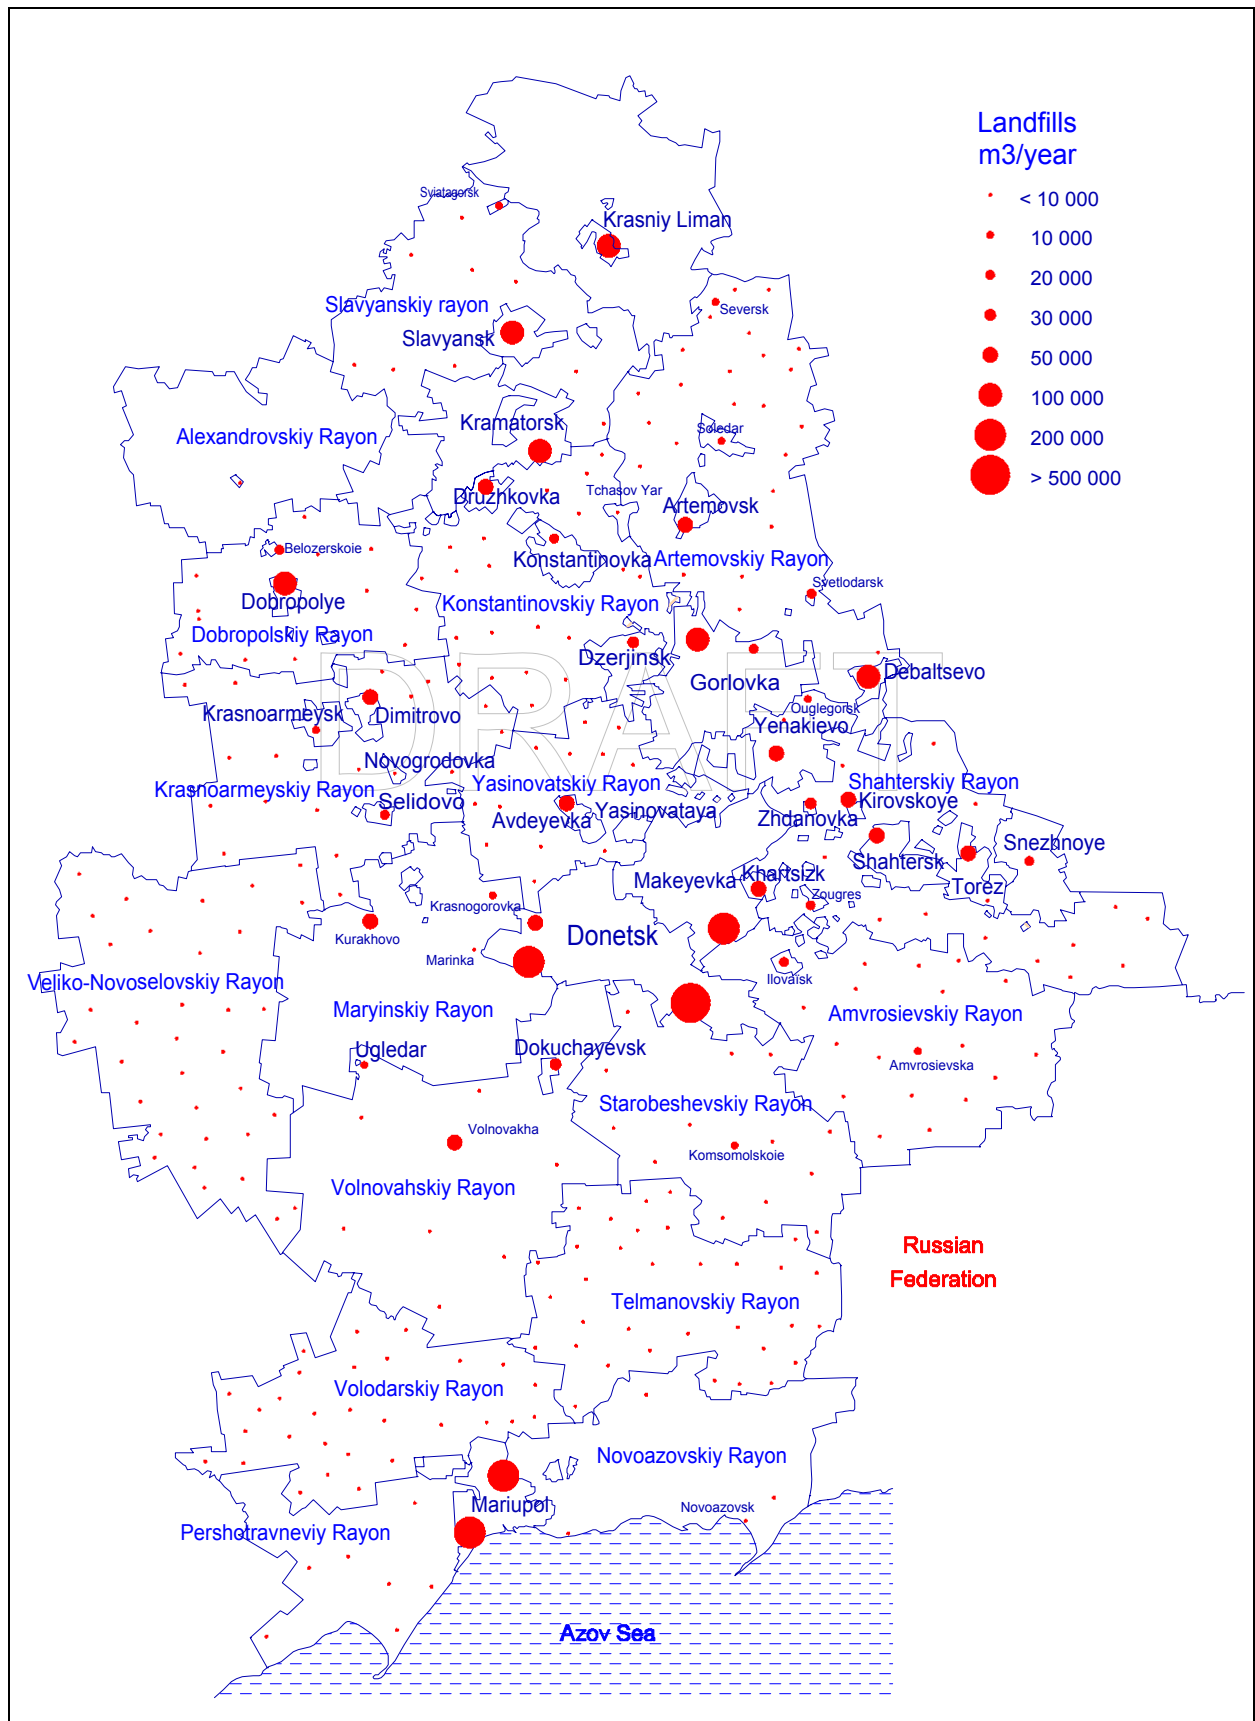 Landfills
m3/year
< 10 000
10 000
20 000
30 000
50 000
100 000
200 000
> 500 000
Sviatagorsk
Krasniy Liman
Slavyanskiy rayon
Seversk
Slavyansk
Kramatorsk
Alexandrovskiy Rayon
Soledar
Druzhkovka
Tchasov Yar
Artemovsk
Belozerskoie
Konstantinovka
Artemovskiy Rayon
Svetlodarsk
Dobropolye
Konstantinovskiy Rayon
Dobropolskiy Rayon
Dzerjinsk
DRAFT
Gorlovka
Debaltsevo
Krasnoarmeysk
Dimitrovo
Ouglegorsk
Yenakievo
Novogrodovka
Krasnoarmeyskiy Rayon
Yasinovatskiy Rayon
Shahterskiy Rayon
Selidovo
Avdeyevka
Yasinovataya
Zhdanovka
Kirovskoye
Snezhnoye
Shahtersk
Makeyevka
Khartsizk
Torez
Zougres
Krasnogorovka
Kurakhovo
Donetsk
Marinka
Ilovaïsk
Veliko-Novoselovskiy Rayon
Maryinskiy Rayon
Amvrosievskiy Rayon
Ugledar
Dokuchayevsk
Amvrosievska
Starobeshevskiy Rayon
Volnovakha
Komsomolskoie
Volnovahskiy Rayon
Russian
Federation
Telmanovskiy Rayon
Volodarskiy Rayon
Novoazovskiy Rayon
Mariupol
Novoazovsk
Pershotravneviy Rayon
Azov Sea